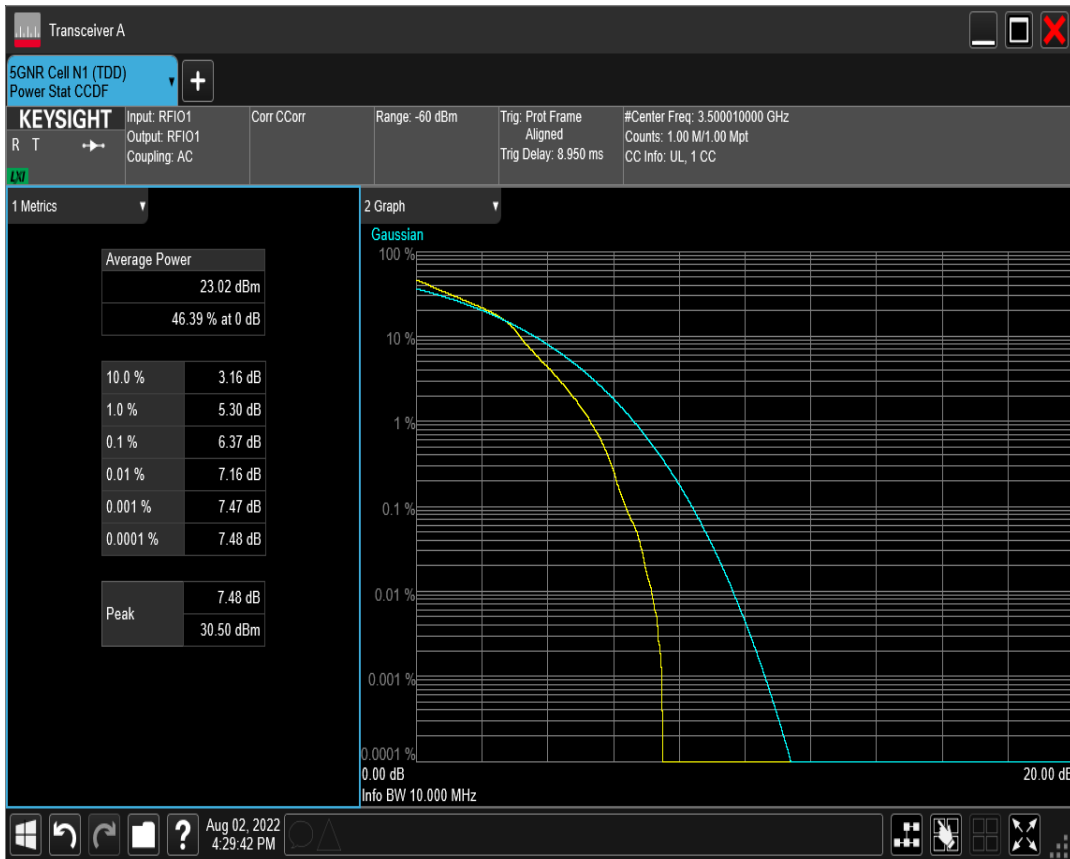 Transceiver A
5GNR Cell N1 (TDD)
Power Stat CCDF
+
KEYSIGHT
R T
LXI
Input: RFIO1
Output: RFIO1
Coupling: AC
Corr CCorr
Range: -60 dBm
Trig: Prot Frame
Aligned
Trig Delay: 8.950 ms
#Center Freq: 3.500010000 GHz
Counts: 1.00 M/1.00 Mpt
CC Info: UL, 1 CC
1 Metrics
Average Power
23.02 dBm
46.39 % at 0 dB
10.0 % 3.16 dB
1.0 % 5.30 dB
0.1 % 6.37 dB
0.01 % 7.16 dB
0.001 % 7.47 dB
0.0001 % 7.48 dB
Peak
7.48 dB
30.50 dBm
2 Graph
Gaussian
100 %
10 %
1 %
0.1 %
0.01 %
0.001 %
0.0001 %
0.00 dB 20.00 dB
Info BW 10.000 MHz
?
Aug 02, 2022
4:29:42 PM